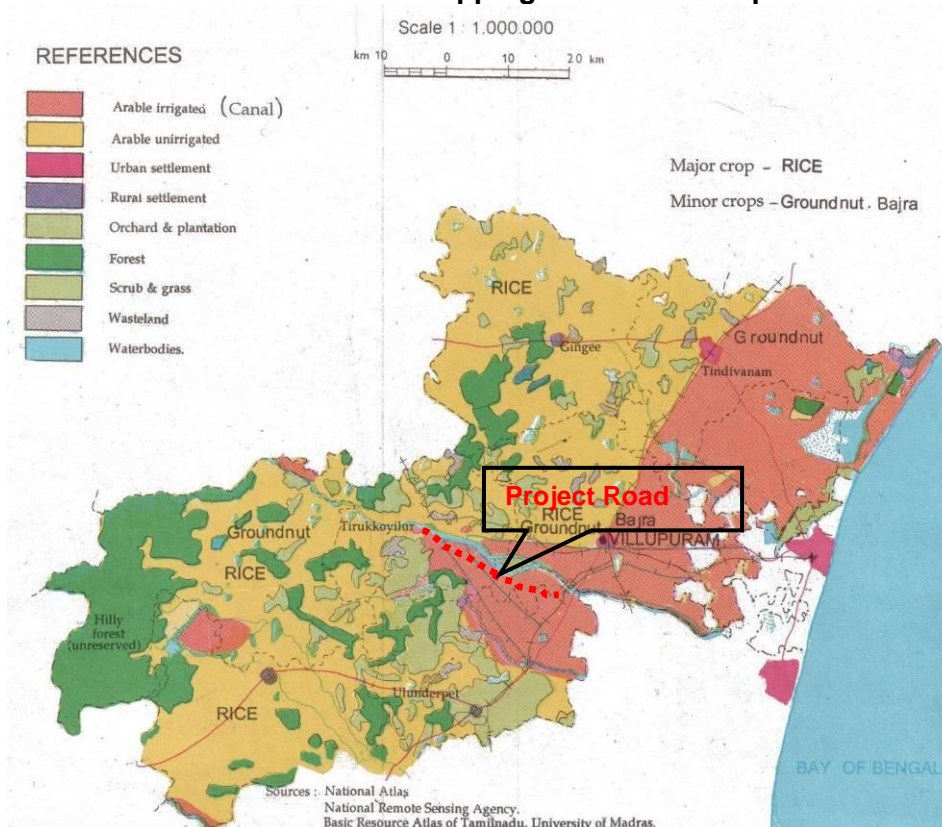 pping
Scale 1 : 1.000.000
km 10 0 10 20 km
REFERENCES
Arable irrigated (Canal)
Arable unirrigated
Urban settlement
Rural settlement
Orchard & plantation
Forest
Scrub & grass
Wasteland
Waterbodies.
Major crop - RICE
Minor crops - Groundnut . Bajra
RICE
Gingee
Groundnut
Tindivanam
Project Road
RICE
Groundnut
Bajra
VILLUPURAM
Tirukkoyilur
Groundnut
RICE
Hilly
forest
(unreserved)
Ulunderpet
RICE
BAY OF BENGAL
Sources : National Atlas
National Remote Sensing Agency.
Basic Resource Atlas of Tamilnadu, University of Madras.